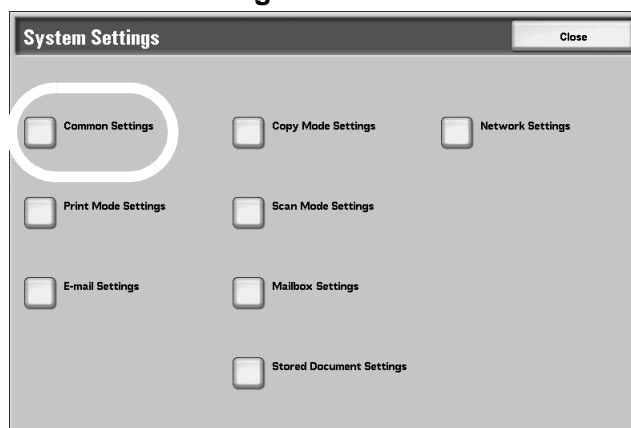 System Settings
Close
Common Settings
Copy Mode Settings
Network Settings
Print Mode Settings
Scan Mode Settings
E-mail Settings
Mailbox Settings
Stored Document Settings